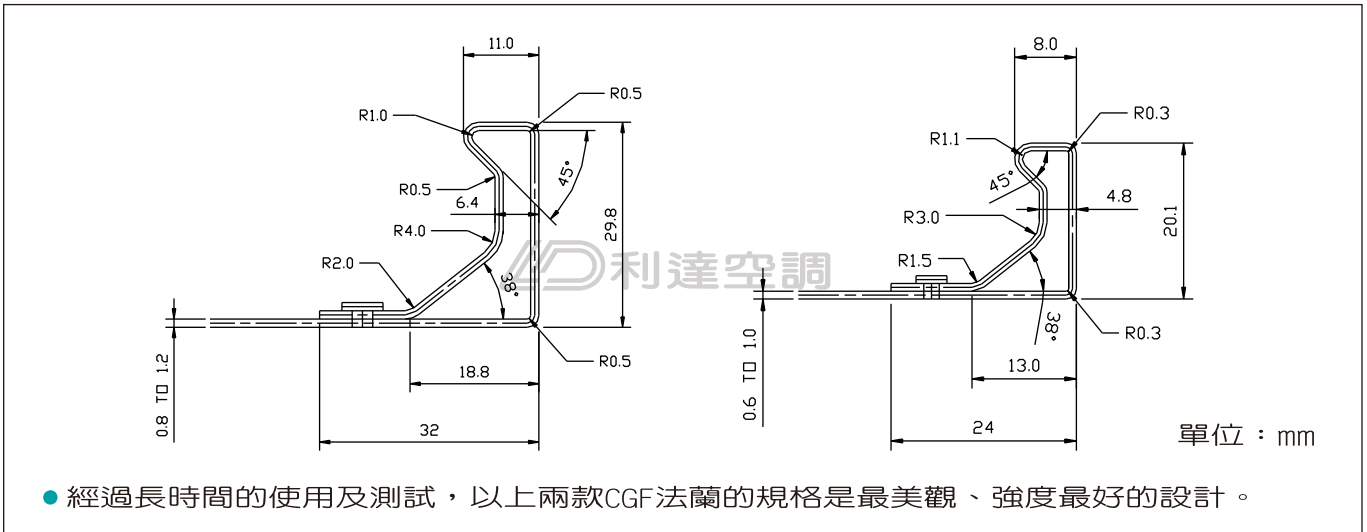 11.0
R0.5
R1.0
45°
R0.5
6.4
29.8
R4.0
R2.0
38°
R0.5
18.8
0.8 TO 1.2
32
8.0
R0.3
R1.1
45°
4.8
R3.0
20.1
R1.5
38°
R0.3
13.0
0.6 TO 1.0
24
利達空調
單位：mm
● 經過長時間的使用及測試，以上兩款CGF法蘭的規格是最美觀、強度最好的設計。